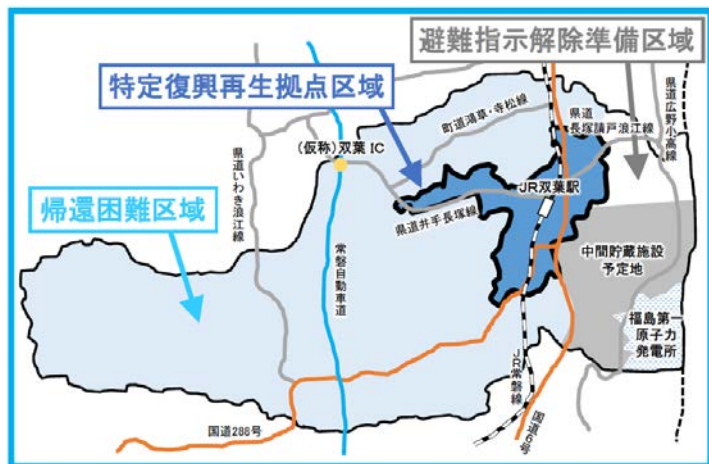 避難指示解除準備区域
特定復興再生拠点区域
県道広野小高線
町道鴻草・寺松線
県道
長塚請戸浪江線
(仮称)双葉 IC
県道いわき浪江線
JR双葉駅
帰還困難区域
県道井手長塚線
中間貯蔵施設
予定地
常磐自動車道
福島第一
原子力
発電所
JR常磐線
国道6号
国道288号